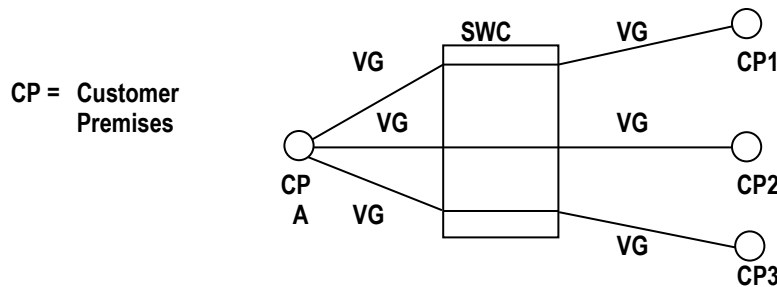 SWC
VG
VG
CP1
CP = Customer
Premises
VG
VG
CP
A
CP2
VG
VG
CP3